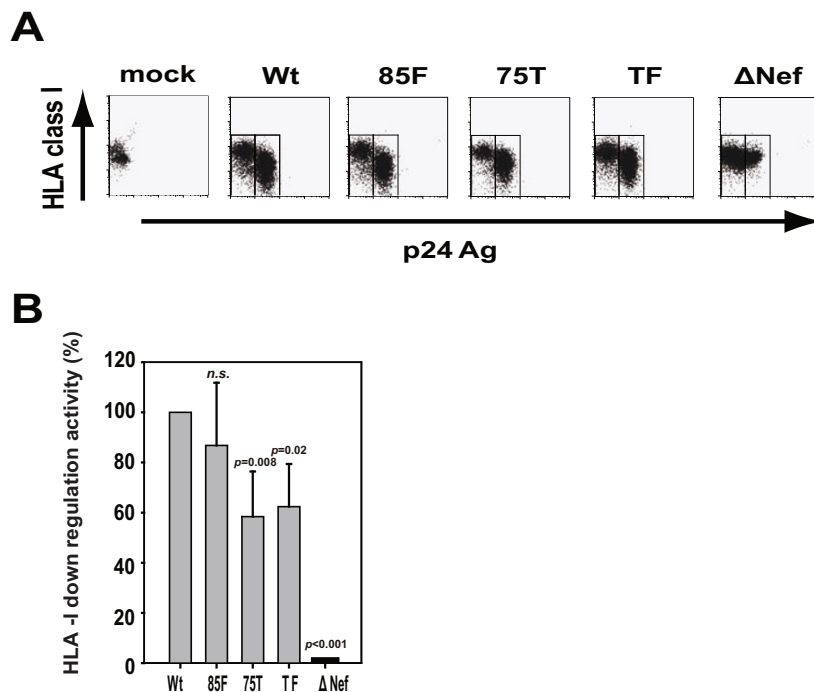 A
mock Wt 85F 75T TF ΔNef
HLA class I
p24 Ag
B
HLA -I down regulation activity (%)
120
100
80
60
40
20
0
n.s.
p=0.008
p=0.02
p<0.001
Wt 85F 75T T F Δ Nef